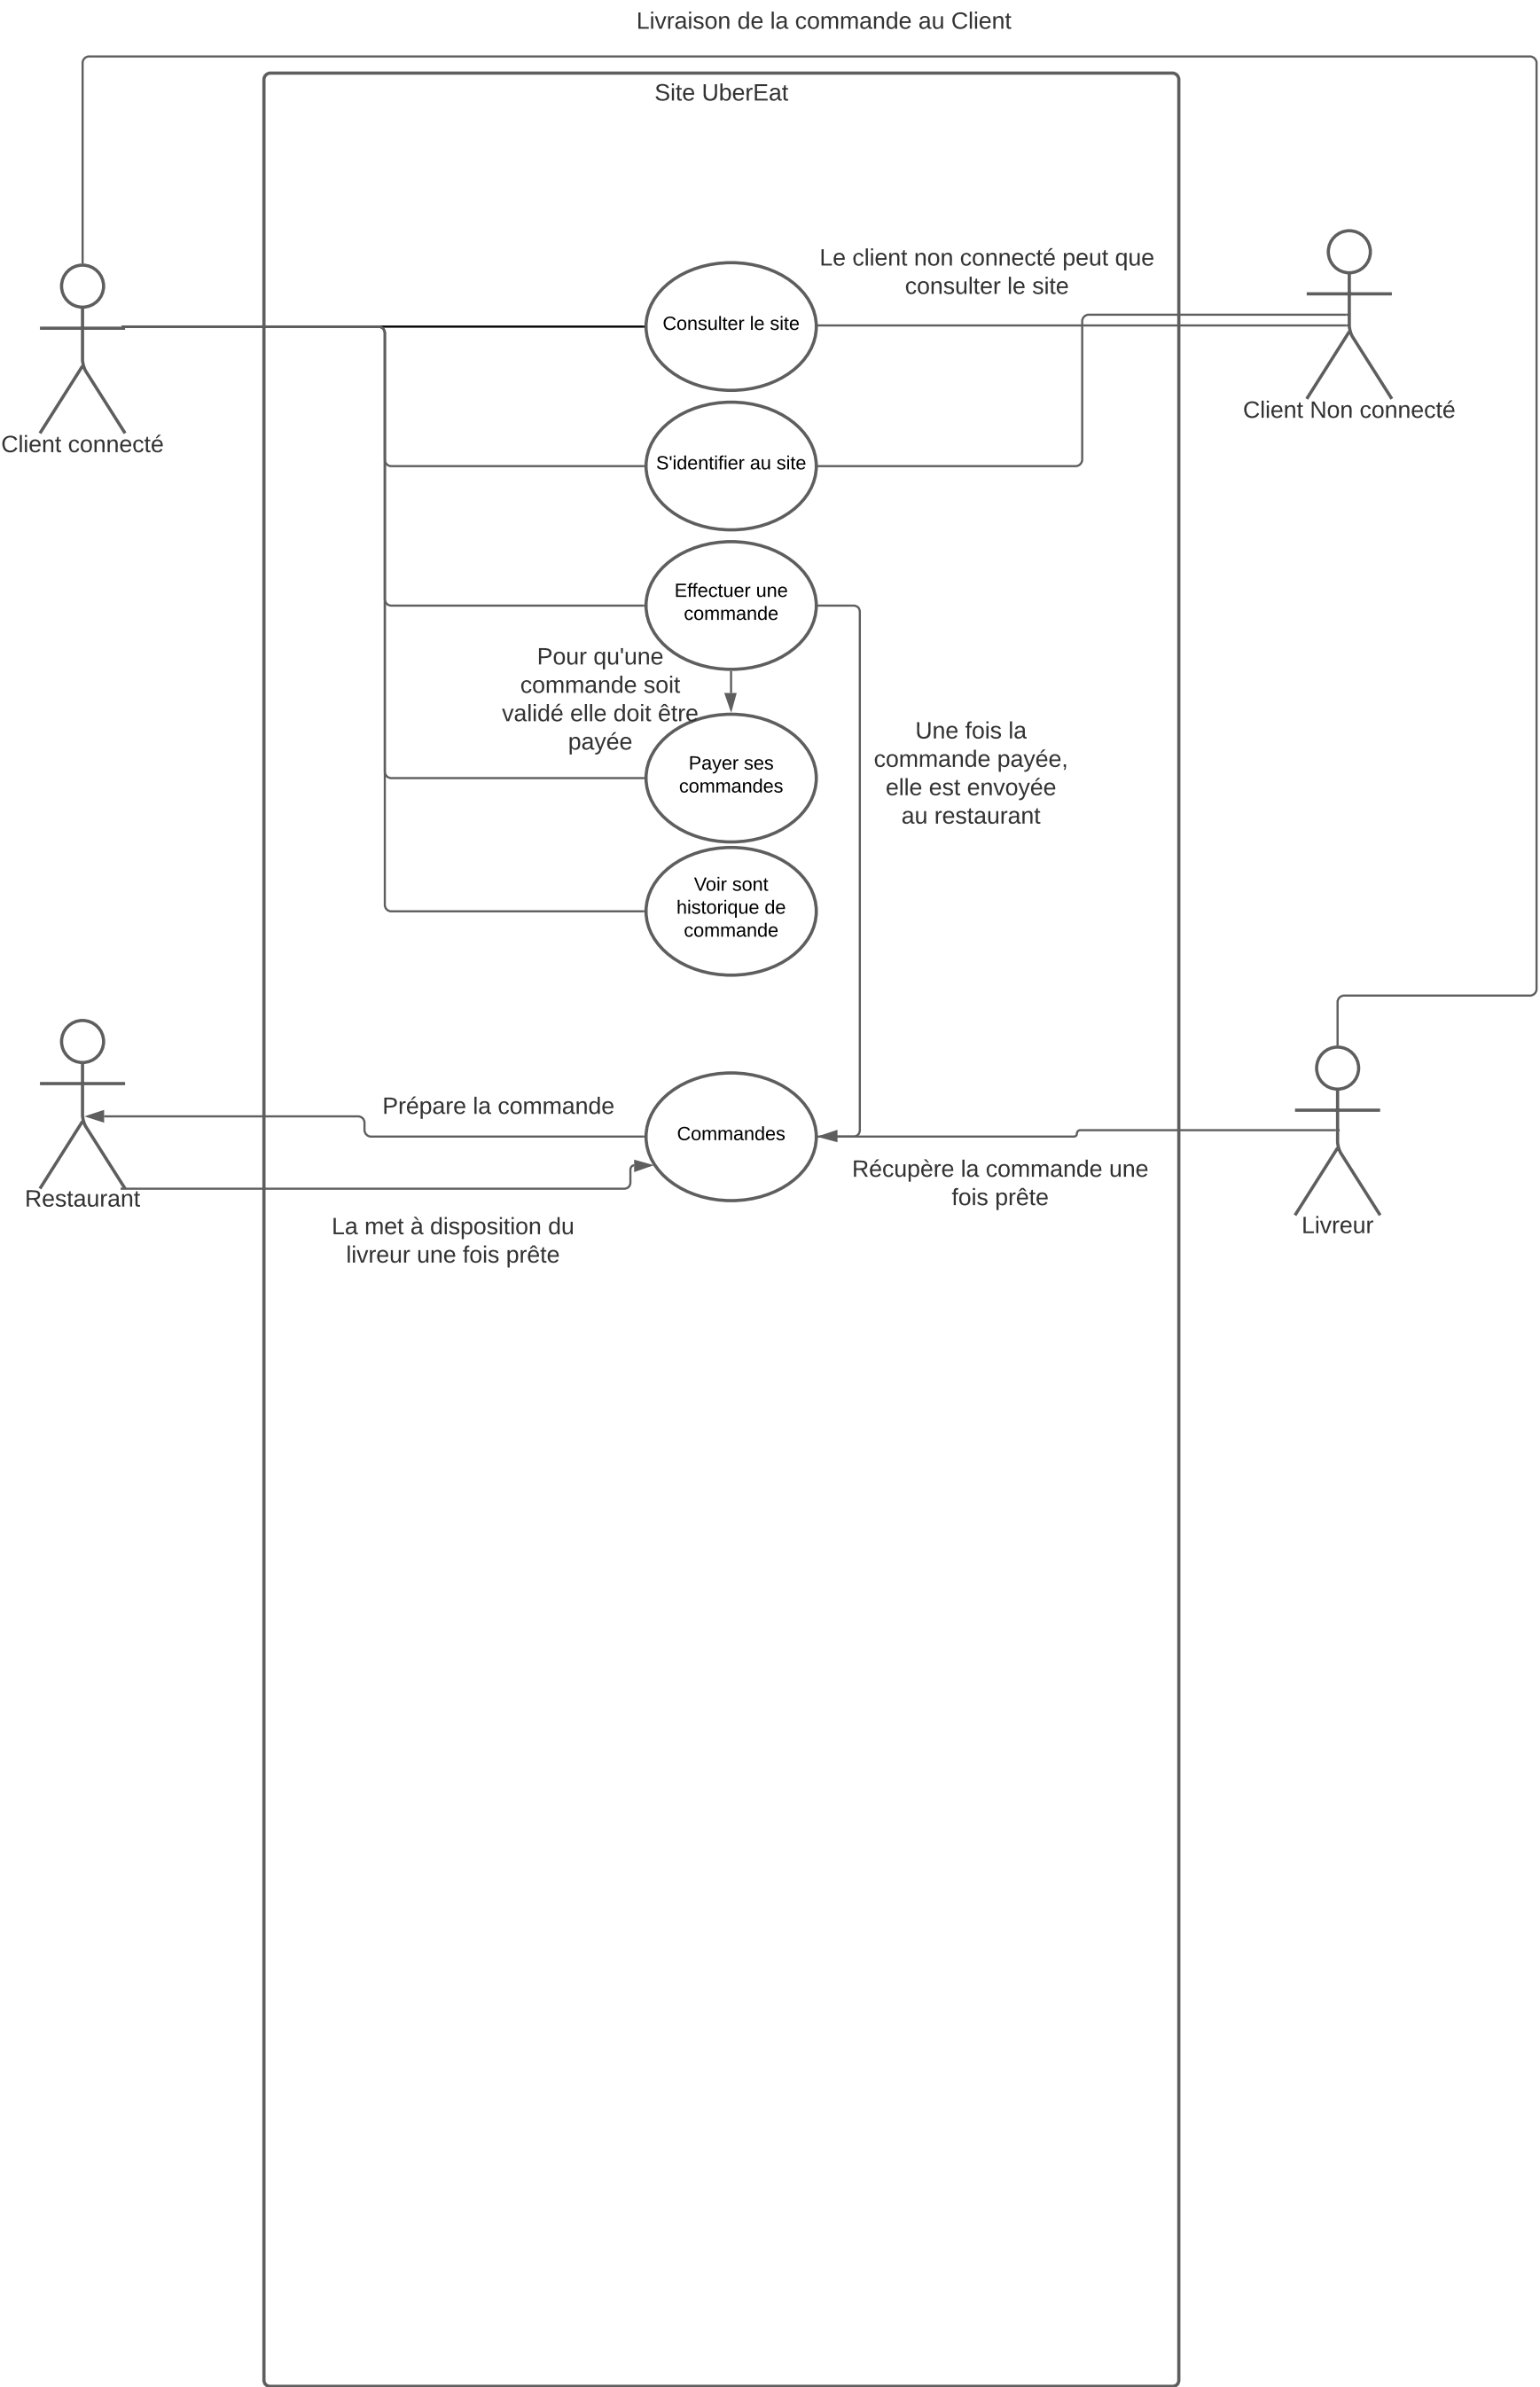 Livraison de la commande au Client
Site UberEat
Le client non connecté peut que
consulter le site
Consulter le site
Client Non connecté
Client connecté
S'identifier au site
Effectuer une
commande
Pour qu'une
commande soit
validé elle doit être
payée
Une fois la
commande payée,
elle est envoyée
au restaurant
Payer ses
commandes
Voir sont
historique de
commande
Prépare la commande
Commandes
Récupère la commande une
fois prête
Restaurant
La met à disposition du
livreur une fois prête
Livreur